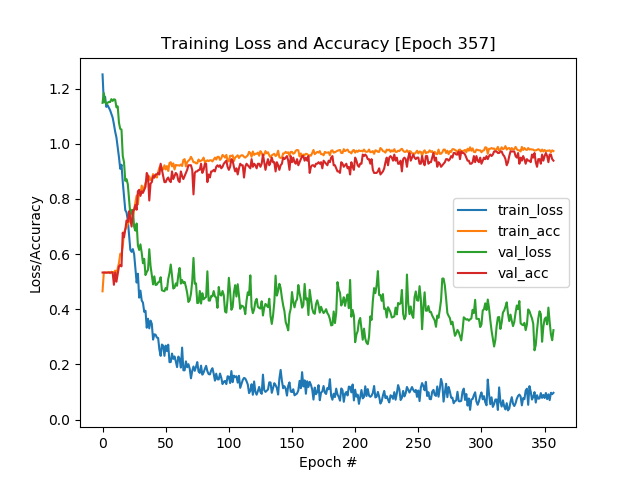 Training Loss and Accuracy [Epoch 357]
Loss/Accuracy
1.2
1.0
0.8
0.6
0.4
0.2
0.0
train_loss
train_acc
val_loss
val_acc
0 50 100 150 200 250 300 350
Epoch #